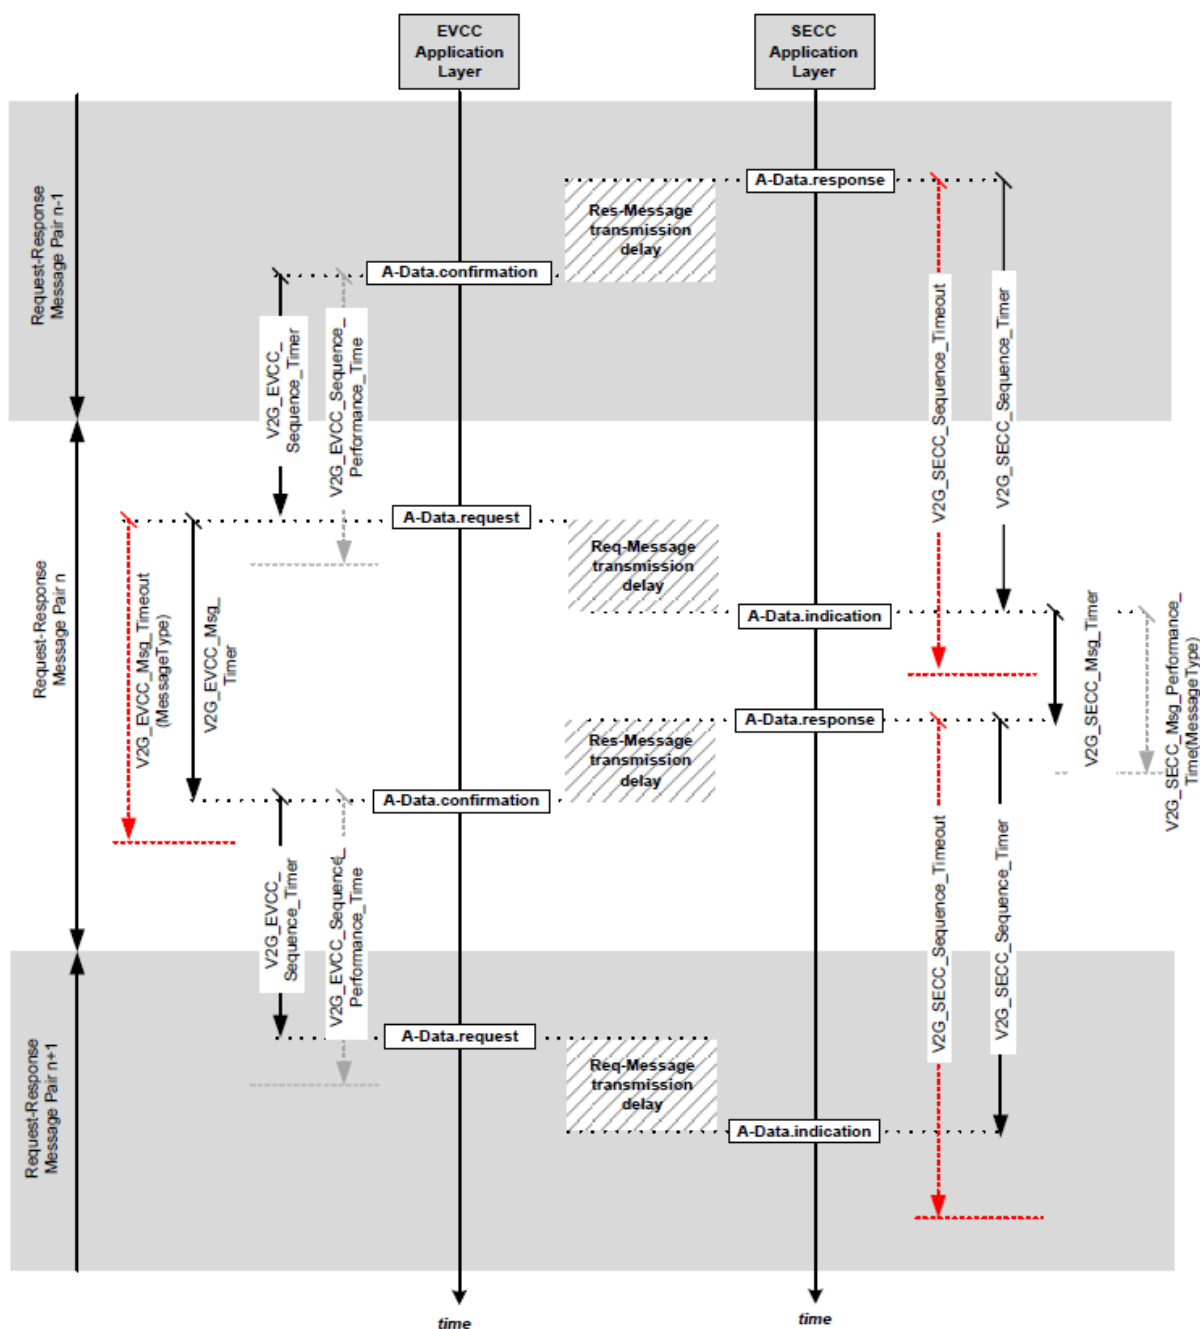 EVCC
Application
Layer
SECC
Application
Layer
Request-Response
Message Pair n-1
A-Data.response
Res-Message
transmission
delay
A-Data.confirmation
V2G_EVCC_
Sequence_Timer
V2G_EVCC_Sequence_
Performance_Time
V2G_SECC_Sequence_Timeout
V2G_SECC_Sequence_Timer
Request-Response
Message Pair n
A-Data.request
Req-Message
transmission
delay
A-Data.indication
V2G_EVCC_Msg_Timeout
(MessageType)
V2G_EVCC_Msg_
Timer
V2G_SECC_Msg_Timer
V2G_SECC_Msg_Performance_
Time(MessageType)
A-Data.response
Res-Message
transmission
delay
A-Data.confirmation
V2G_EVCC_
Sequence_Timer
V2G_EVCC_Sequence_
Performance_Time
V2G_SECC_Sequence_Timeout
V2G_SECC_Sequence_Timer
Request-Response
Message Pair n+1
A-Data.request
Req-Message
transmission
delay
A-Data.indication
time
time